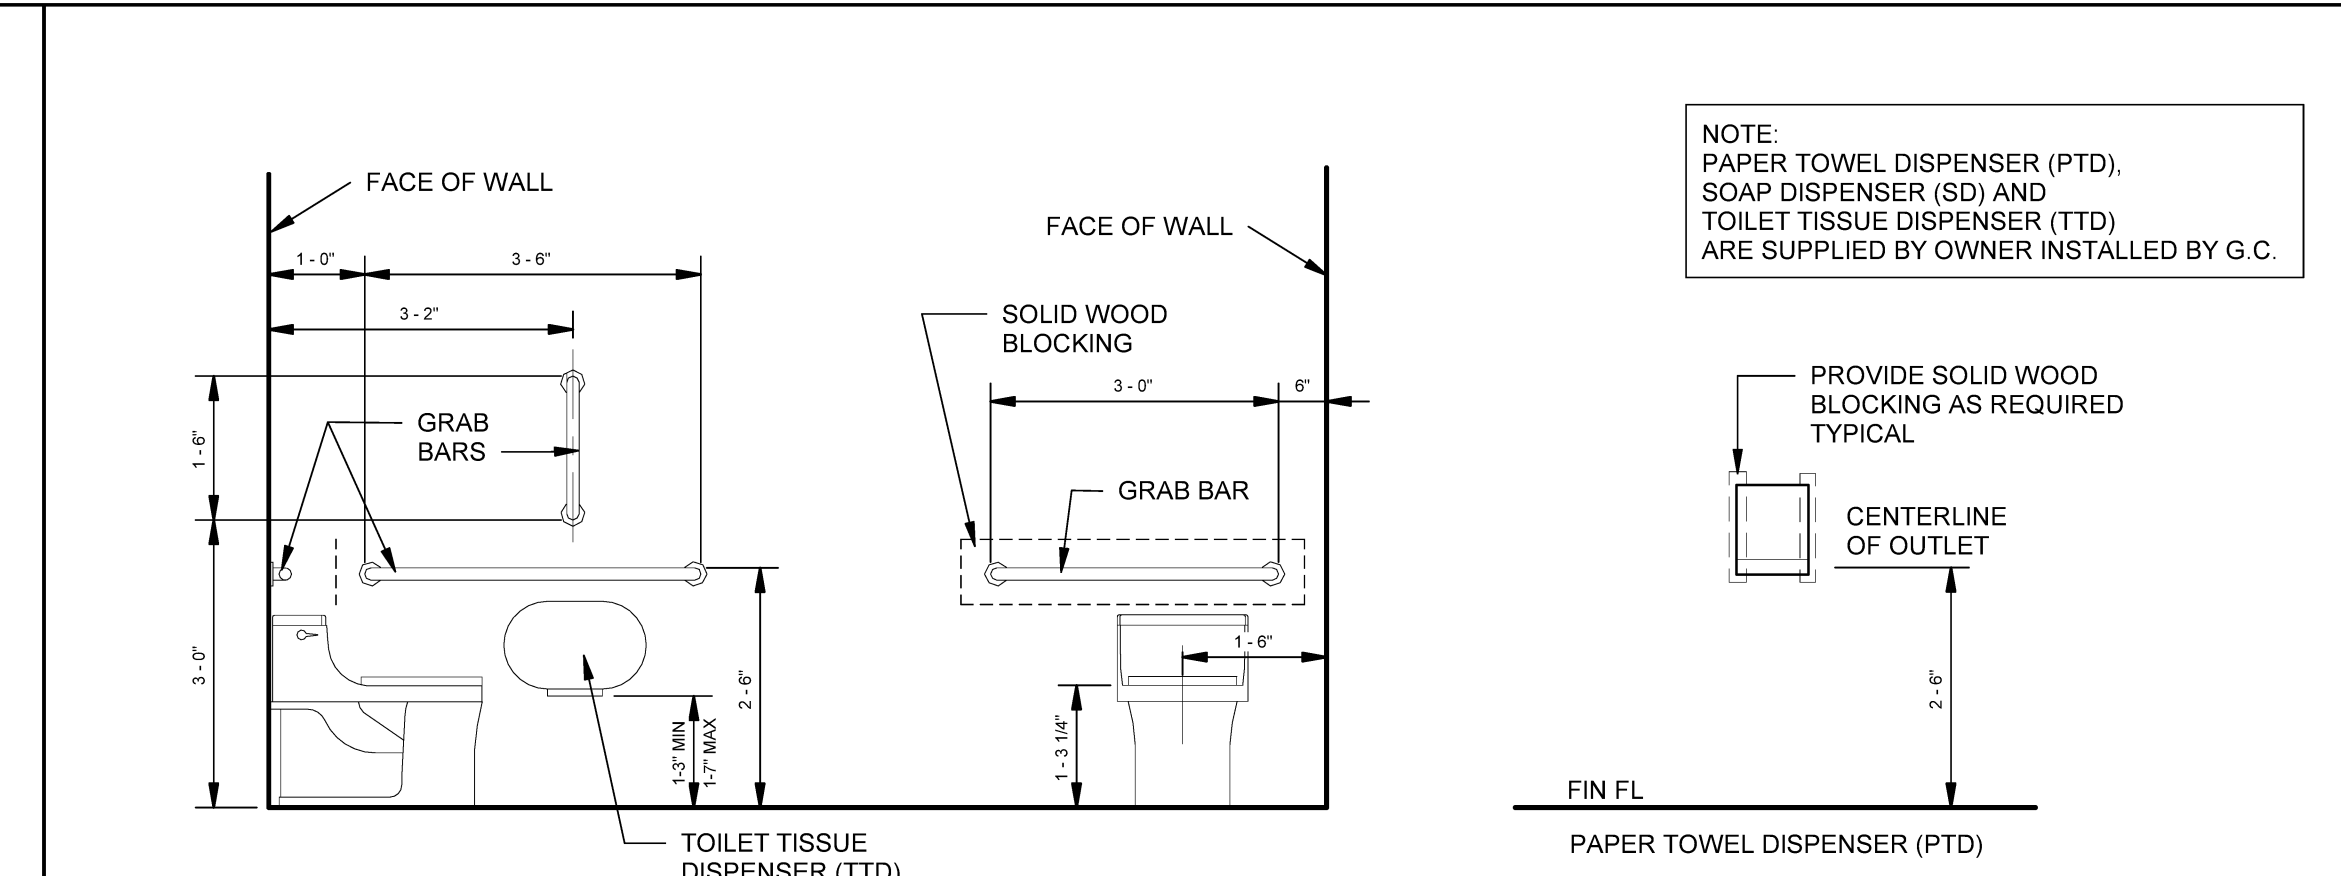 FACE OF WALL
1 - 0"
3 - 6"
3 - 2"
1 - 6"
GRAB
BARS
3 - 0"
2 - 6"
1-3" MIN
1-7" MAX
TOILET TISSUE
DISPENSER (TTD)
FACE OF WALL
SOLID WOOD
BLOCKING
3 - 0"
6"
GRAB BAR
1 - 6"
1 - 3 1/4"
NOTE:
PAPER TOWEL DISPENSER (PTD),
SOAP DISPENSER (SD) AND
TOILET TISSUE DISPENSER (TTD)
ARE SUPPLIED BY OWNER INSTALLED BY G.C.
PROVIDE SOLID WOOD
BLOCKING AS REQUIRED
TYPICAL
CENTERLINE
OF OUTLET
2 - 6"
FIN FL
PAPER TOWEL DISPENSER (PTD)